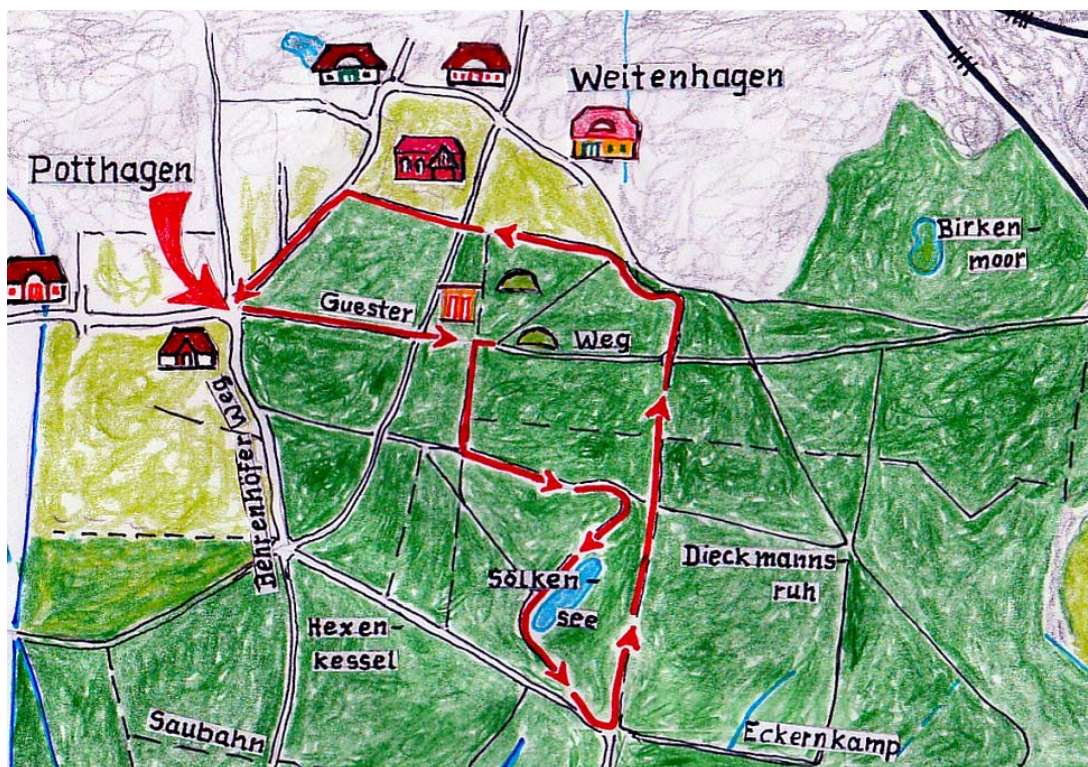 Weitenhagen
Potthagen
Birken-
moor
Guester
Weg
Behrenhöfer Weg
Sölken-
see
Dieckmanns-
ruh
Hexen-
kessel
Saubahn
Eckernkamp